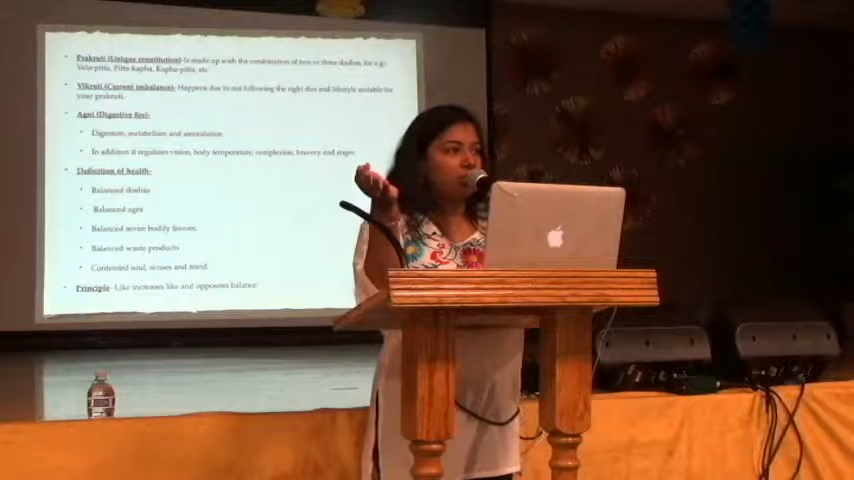 Prakruti (Unique constitution)- Is made up with the combination of two or three doshas, for e.g.
Vata-pitta, Pitta-kapha, Kapha-pitta, etc.
Vikruti (Current imbalance)- Happens due to not following the right diet and lifestyle suitable for
your prakruti.
Agni (Digestive fire)-
Digestion, metabolism and assimilation.
In addition it regulates vision, body temperature, complexion, bravery and anger.
Definition of health-
Balanced doshas
Balanced agni
Balanced seven bodily tissues,
Balanced waste products
Contented soul, senses and mind
Principle- Like increases like and opposites balance